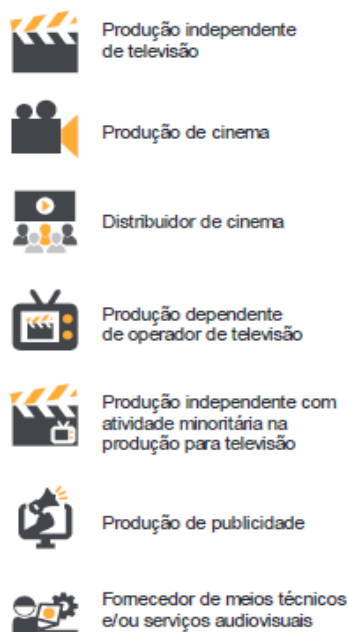 Produção independente
de televisão
Produção de cinema
Distribuidor de cinema
Produção dependente
de operador de televisão
Produção independente com
atividade minoritária na
produção para televisão
Produção de publicidade
Fornecedor de meios técnicos
e/ou serviços audiovisuais